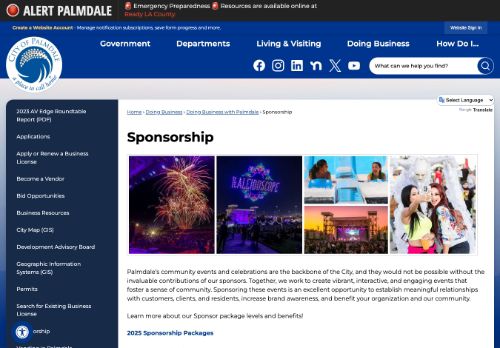 ALERT PALMDALE
🚨 Emergency Preparedness 🚨 Resources are available online at
Ready LA County.
Create a Website Account - Manage notification subscriptions, save form progress and more.
Website Sign In
CITY OF PALMDALE
a place to call home
Government
Departments
Living & Visiting
Doing Business
How Do I...
What can we help you find?
Select Language
Google Translate
2023 AV Edge Roundtable
Report (PDF)
Applications
Apply or Renew a Business
License
Become a Vendor
Bid Opportunities
Business Resources
City Map (GIS)
Development Advisory Board
Geographic Information
Systems (GIS)
Permits
Search for Existing Business
License
orship
Home › Doing Business › Doing Business with Palmdale › Sponsorship
Sponsorship
KALEIDOSCOPE
Palmdale's community events and celebrations are the backbone of the City, and they would not be possible without the
invaluable contributions of our sponsors. Together, we work to create vibrant, interactive, and engaging events that
foster a sense of community. Sponsoring these events is an excellent opportunity to establish meaningful relationships
with customers, clients, and residents, increase brand awareness, and benefit your organization and our community.
Learn more about our Sponsor package levels and benefits!
2025 Sponsorship Packages